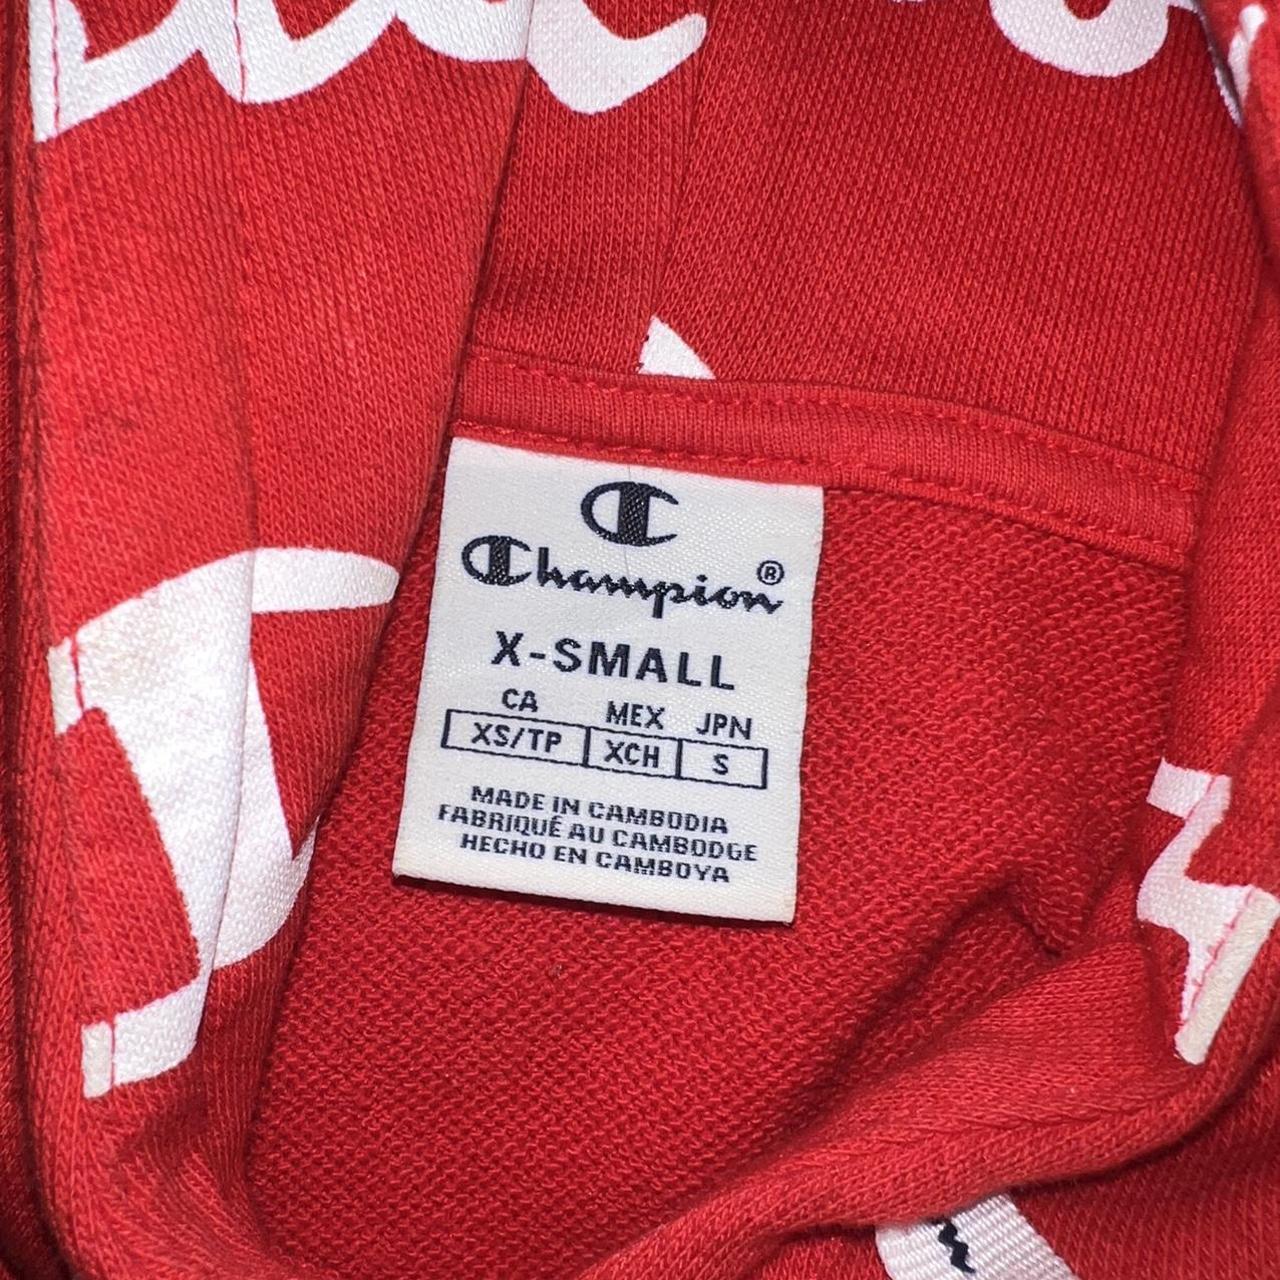 Champion®
X-SMALL
CA MEX JPN
XS/TP XCH S
MADE IN CAMBODIA
FABRIQUÉ AU CAMBODGE
HECHO EN CAMBOYA